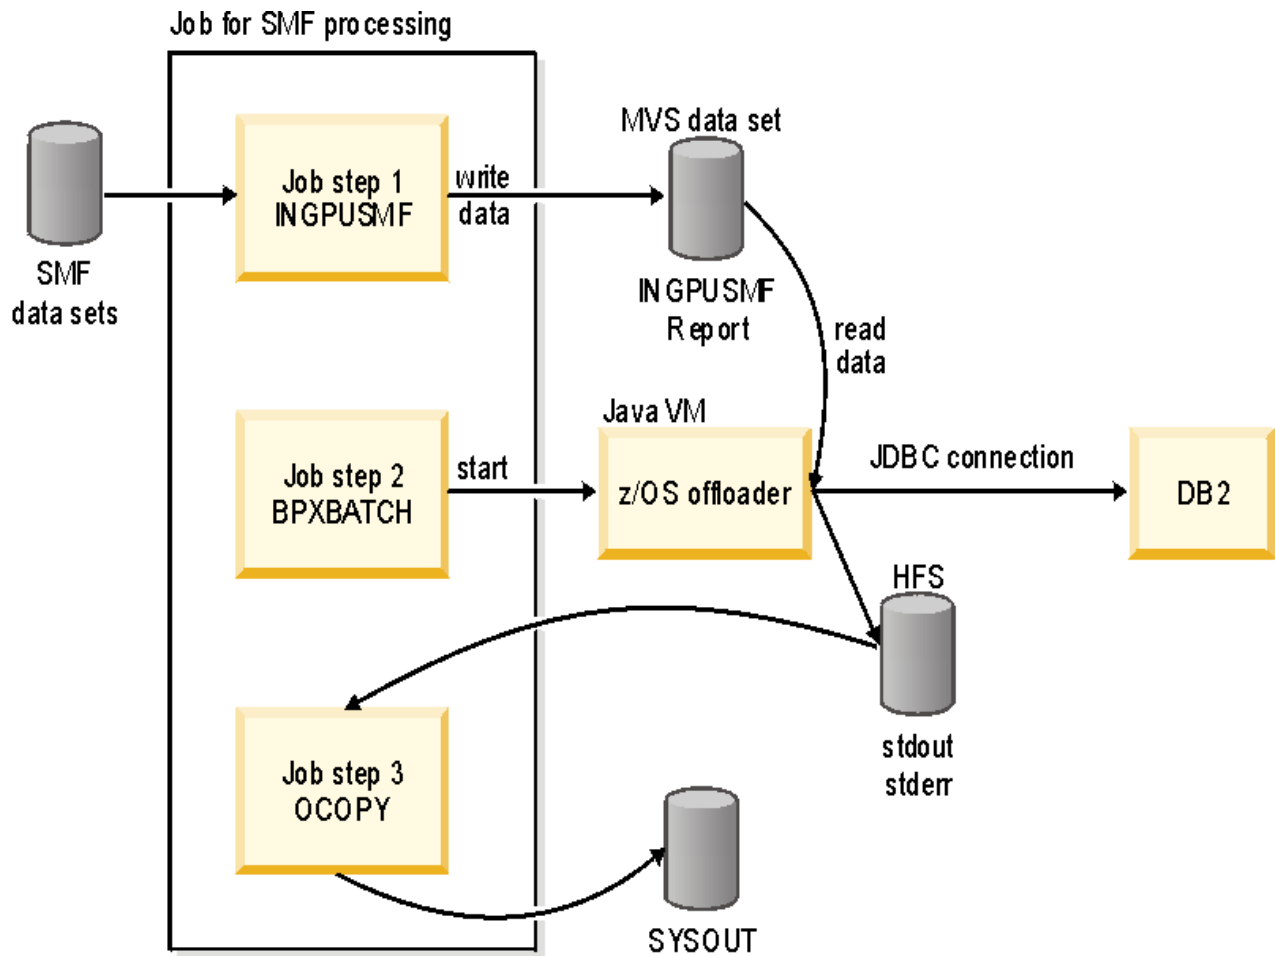 Job for SMF processing
MVS data set
Job step 1
INGPUSMF
write
data
SMF
data sets
INGPUSMF
Report
read
data
Java VM
Job step 2
BPXBATCH
start
z/OS offloader
JDBC connection
DB2
HFS
stdout
stderr
Job step 3
OCOPY
SYSOUT